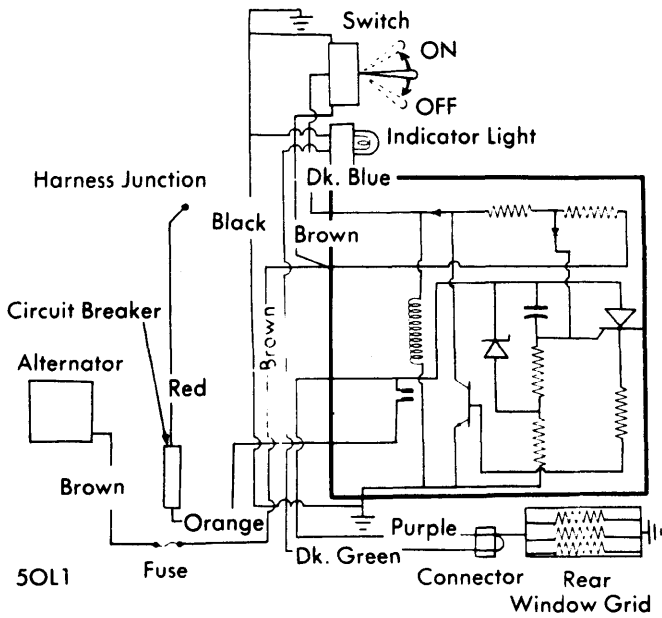 Switch
ON
OFF
Indicator Light
Dk. Blue
Harness Junction
Black
Brown
Circuit Breaker
Brown
Alternator
Red
Brown
Orange
Purple
Dk. Green
Fuse
Connector
Rear
Window Grid
5OL1